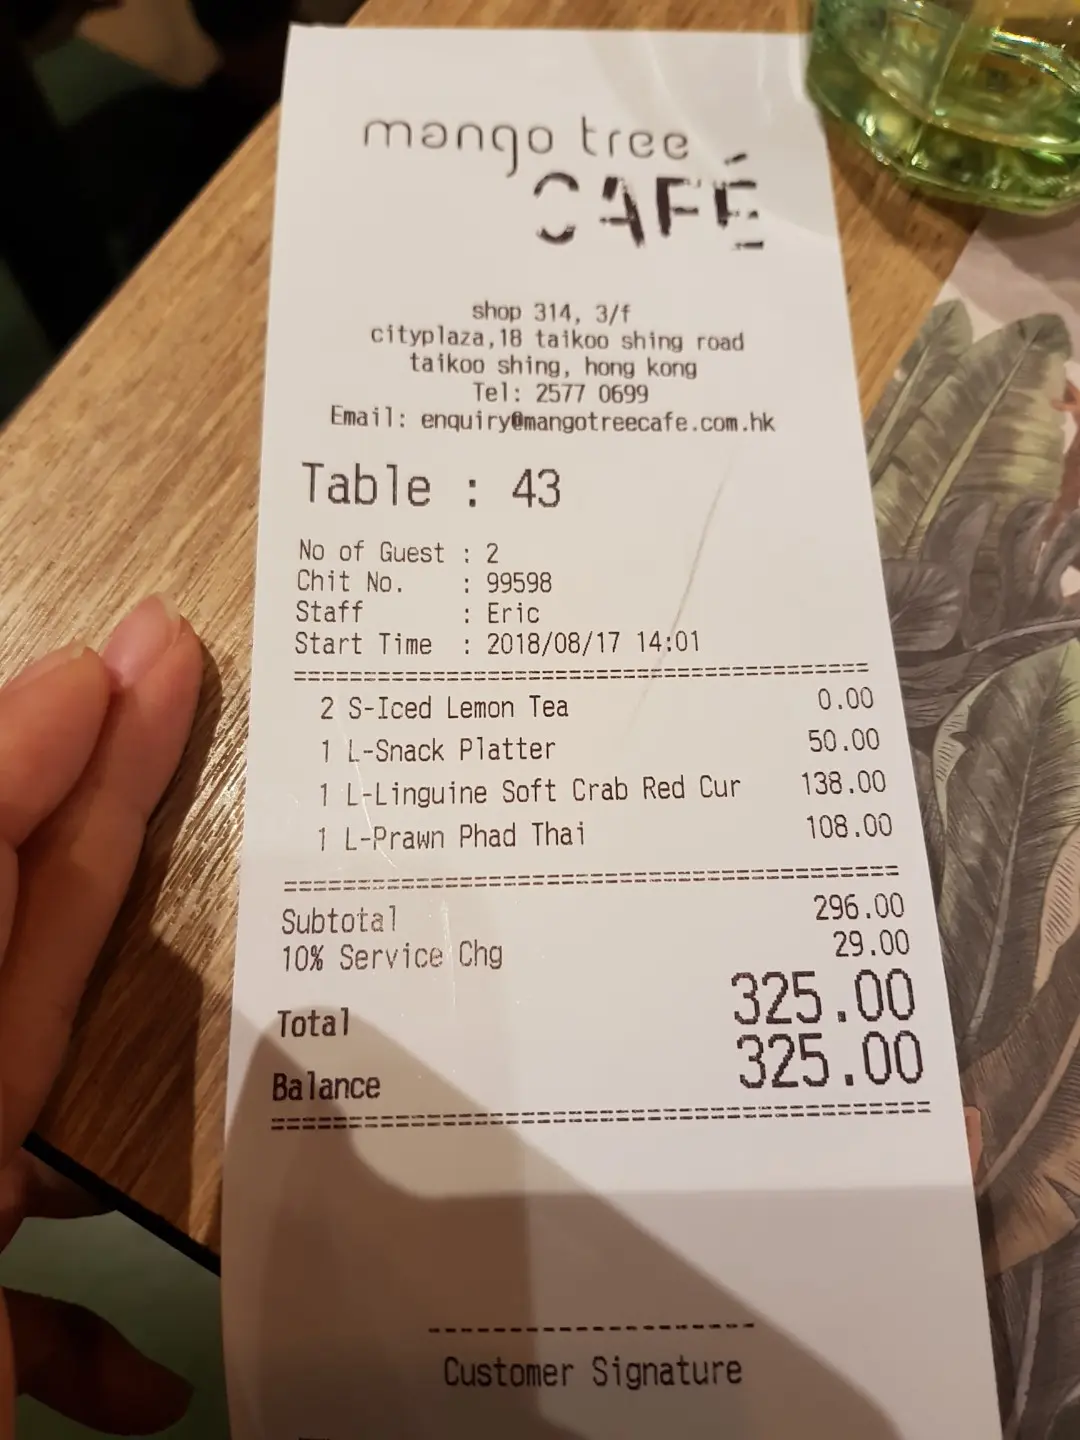 mango tree
CAFÉ
shop 314, 3/f
cityplaza,18 taikoo shing road
taikoo shing, hong kong
Tel: 2577 0699
Email: enquiry@mangotreecafe.com.hk
Table : 43
No of Guest : 2
Chit No. : 99598
Staff : Eric
Start Time : 2018/08/17 14:01
2 S-Iced Lemon Tea 0.00
1 L-Snack Platter 50.00
1 L-Linguine Soft Crab Red Cur 138.00
1 L-Prawn Phad Thai 108.00
Subtotal 296.00
10% Service Chg 29.00
Total 325.00
Balance 325.00
Customer Signature